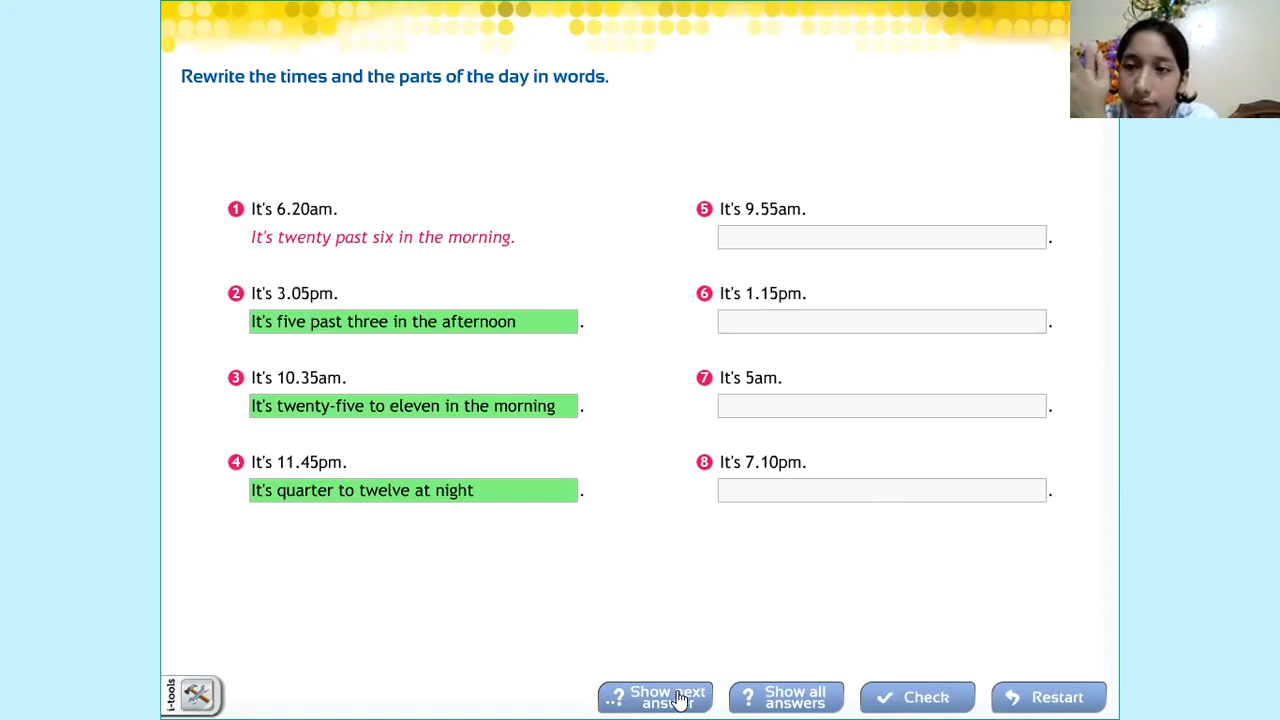 Rewrite the times and the parts of the day in words.
1 It's 6.20am.
It's twenty past six in the morning.
2 It's 3.05pm.
It's five past three in the afternoon.
3 It's 10.35am.
It's twenty-five to eleven in the morning.
4 It's 11.45pm.
It's quarter to twelve at night.
5 It's 9.55am.
.
6 It's 1.15pm.
.
7 It's 5am.
.
8 It's 7.10pm.
.
i-tools
..? Show next answer
? Show all answers
Check
Restart